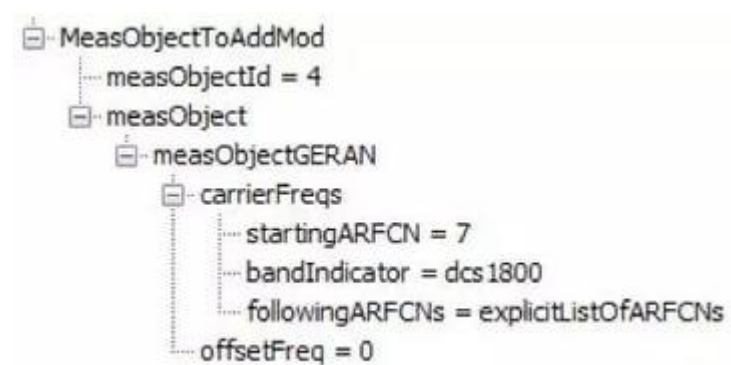 MeasObjectToAddMod
measObjectId = 4
measObject
measObjectGERAN
carrierFreqs
startingARFCN = 7
bandIndicator = dcs1800
followingARFCNs = explicitListOfARFCNs
offsetFreq = 0